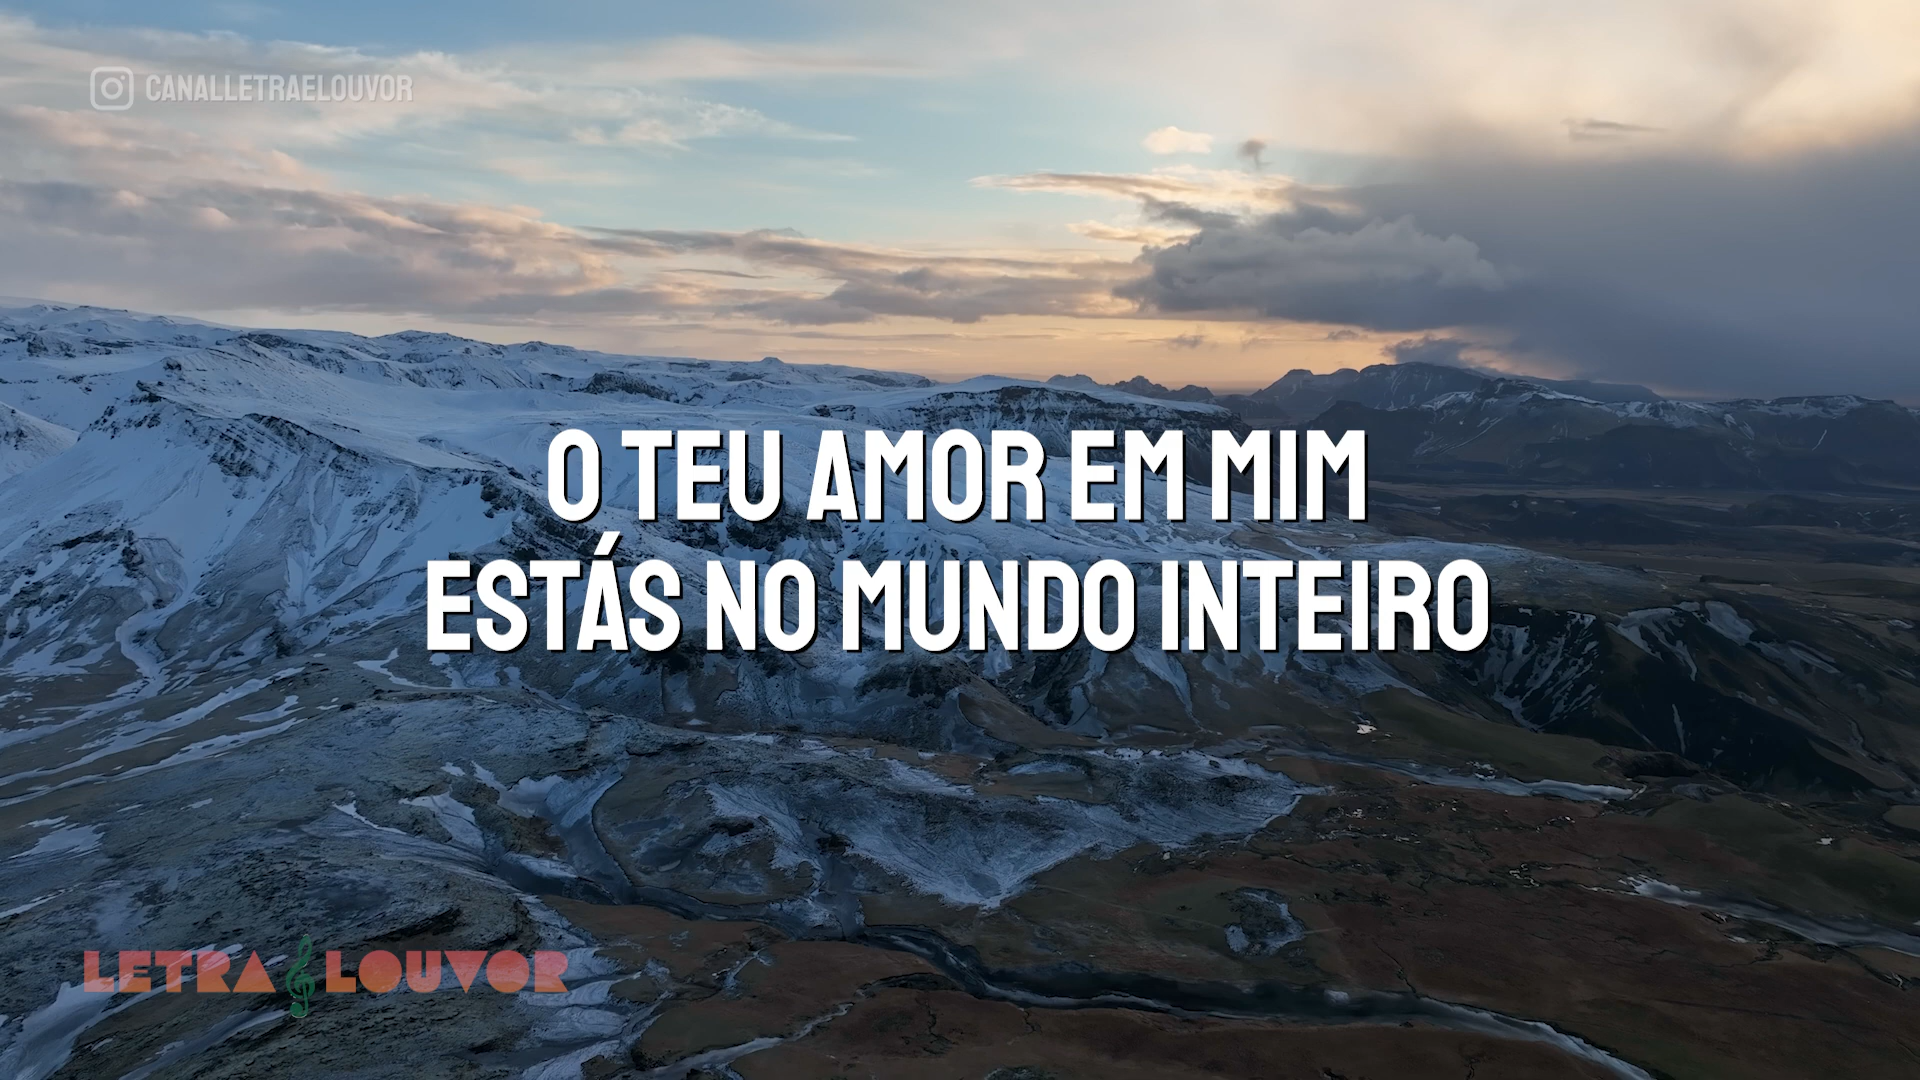 CANALLETRAELOUVOR
O TEU AMOR EM MIM
ESTÁS NO MUNDO INTEIRO
LETRA LOUVOR